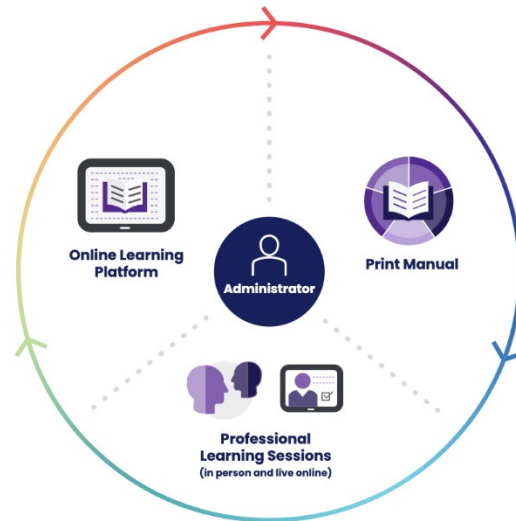 Online Learning
Platform
Administrator
Print Manual
Professional
Learning Sessions
(in person and live online)